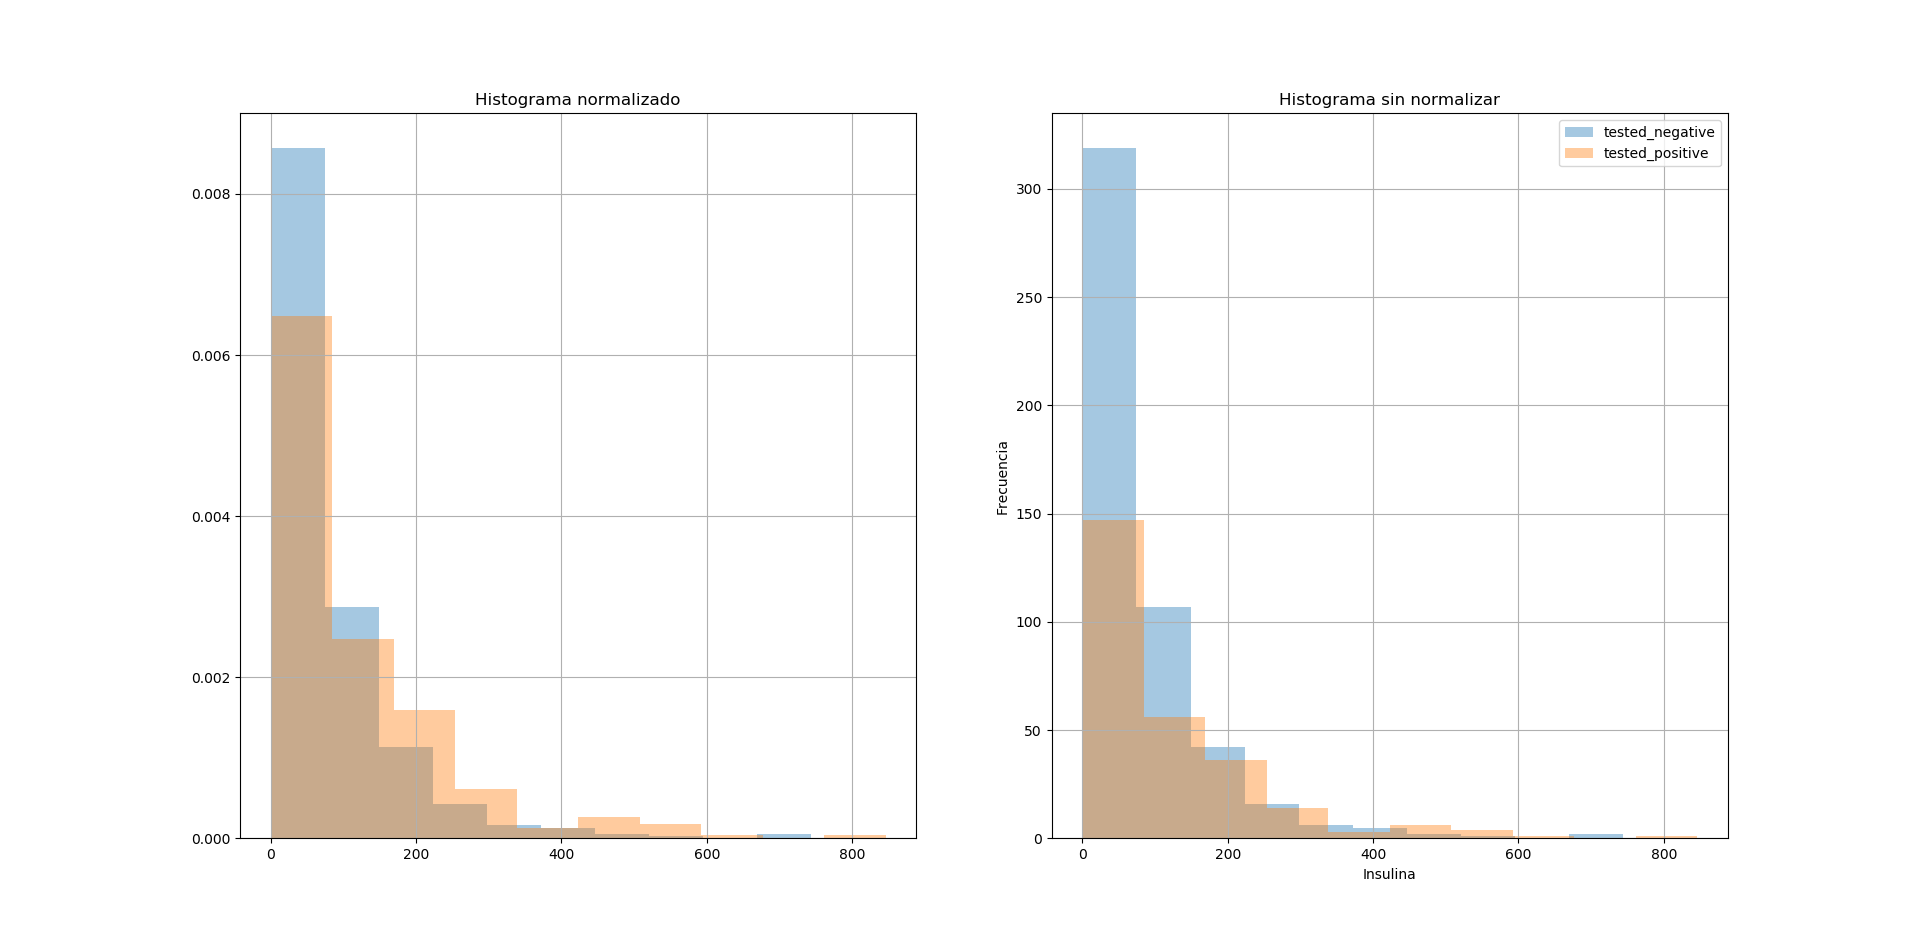 Histograma normalizado
0.008
0.006
0.004
0.002
0.000
0 200 400 600 800
Histograma sin normalizar
tested_negative
tested_positive
Frecuencia
300
250
200
150
100
50
0
0 200 400 600 800
Insulina